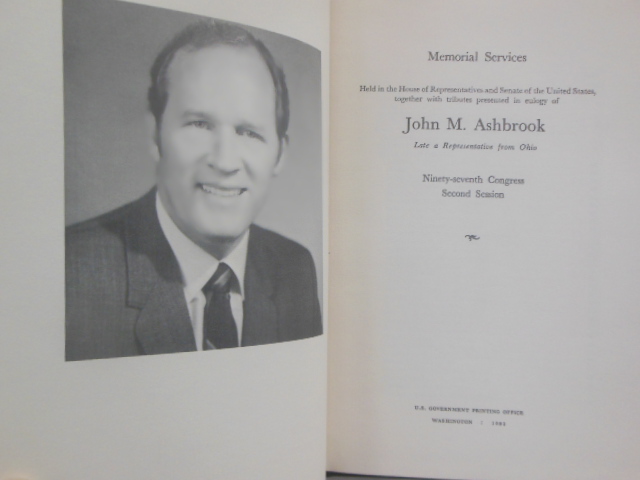 Memorial Services
Held in the House of Representatives and Senate of the United States,
together with tributes presented in eulogy of
John M. Ashbrook
Late a Representative from Ohio
Ninety-seventh Congress
Second Session
U.S. GOVERNMENT PRINTING OFFICE
WASHINGTON :